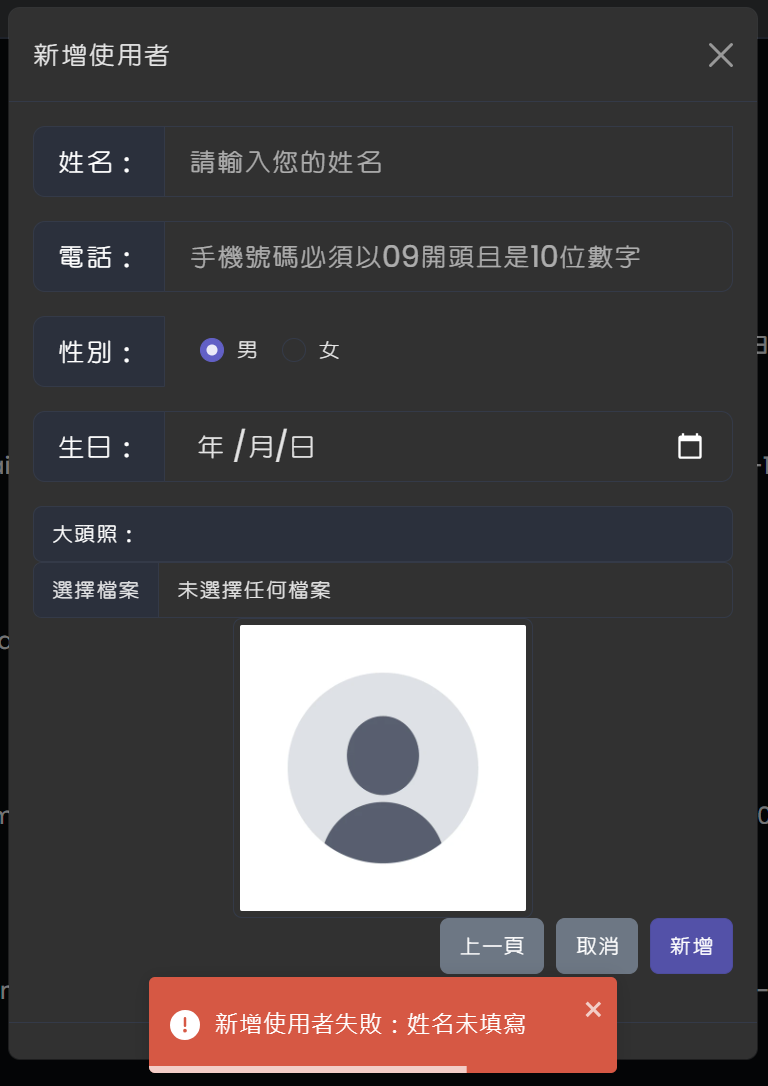 新增使用者
姓名：
請輸入您的姓名
電話：
手機號碼必須以09開頭且是10位數字
性別：
男
女
生日：
年 /月/日
大頭照：
選擇檔案
未選擇任何檔案
上一頁
取消
新增
新增使用者失敗：姓名未填寫